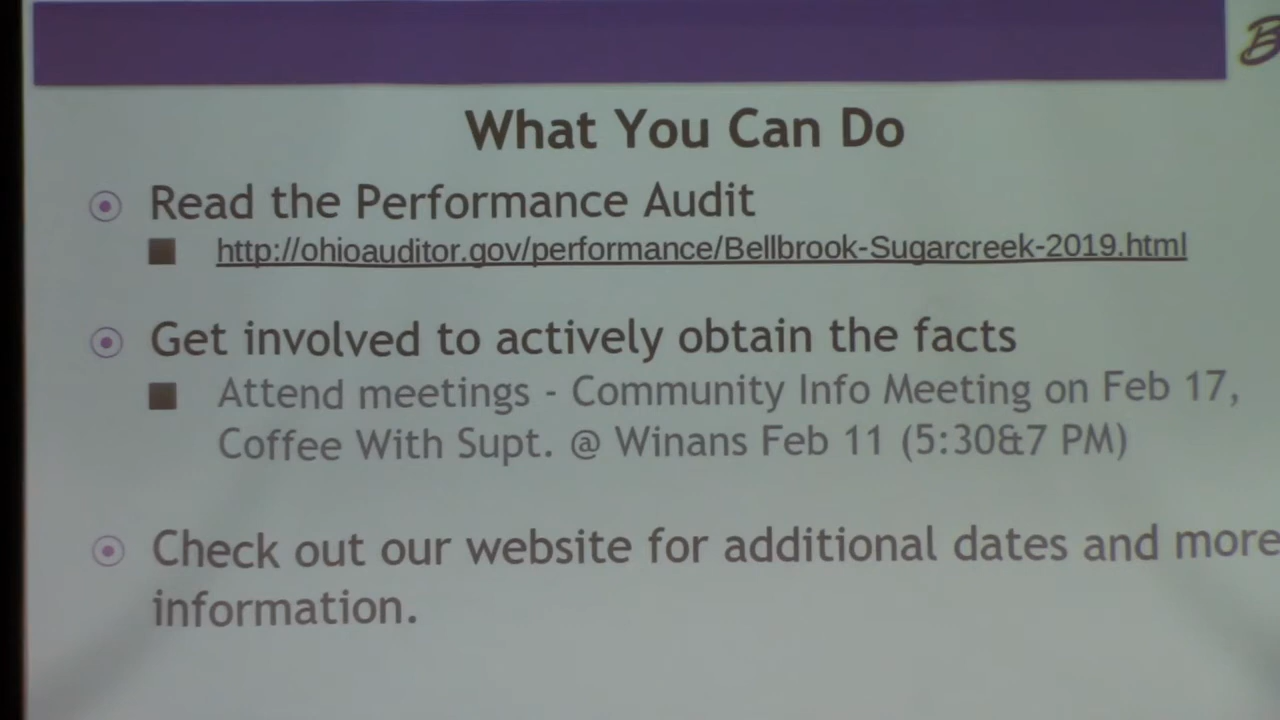 What You Can Do
Read the Performance Audit
http://ohioauditor.gov/performance/Bellbrook-Sugarcreek-2019.html
Get involved to actively obtain the facts
Attend meetings - Community Info Meeting on Feb 17,
Coffee With Supt. @ Winans Feb 11 (5:30&7 PM)
Check out our website for additional dates and more
information.